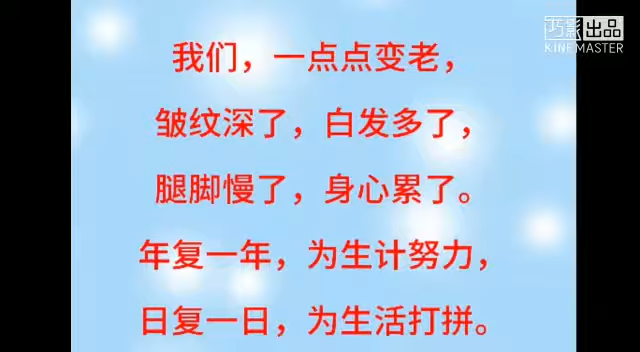 巧影出品
KINEMASTER
我们，一点点变老，
皱纹深了，白发多了，
腿脚慢了，身心累了。
年复一年，为生计努力，
日复一日，为生活打拼。